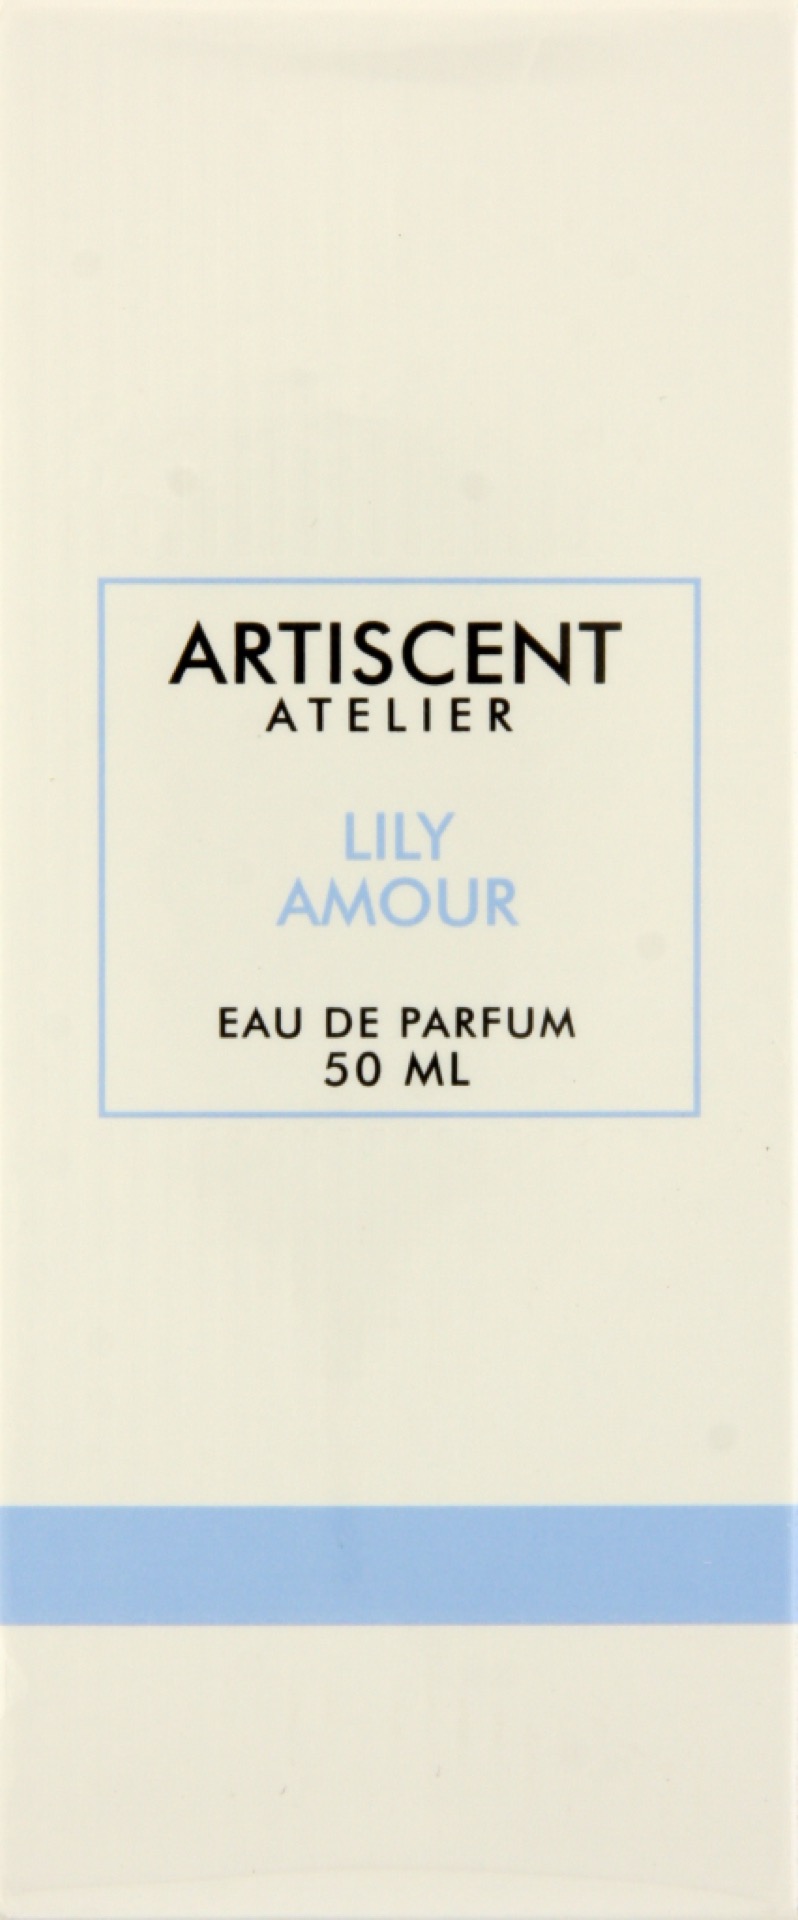 ARTISCENT
ATELIER
LILY
AMOUR
EAU DE PARFUM
50 ML